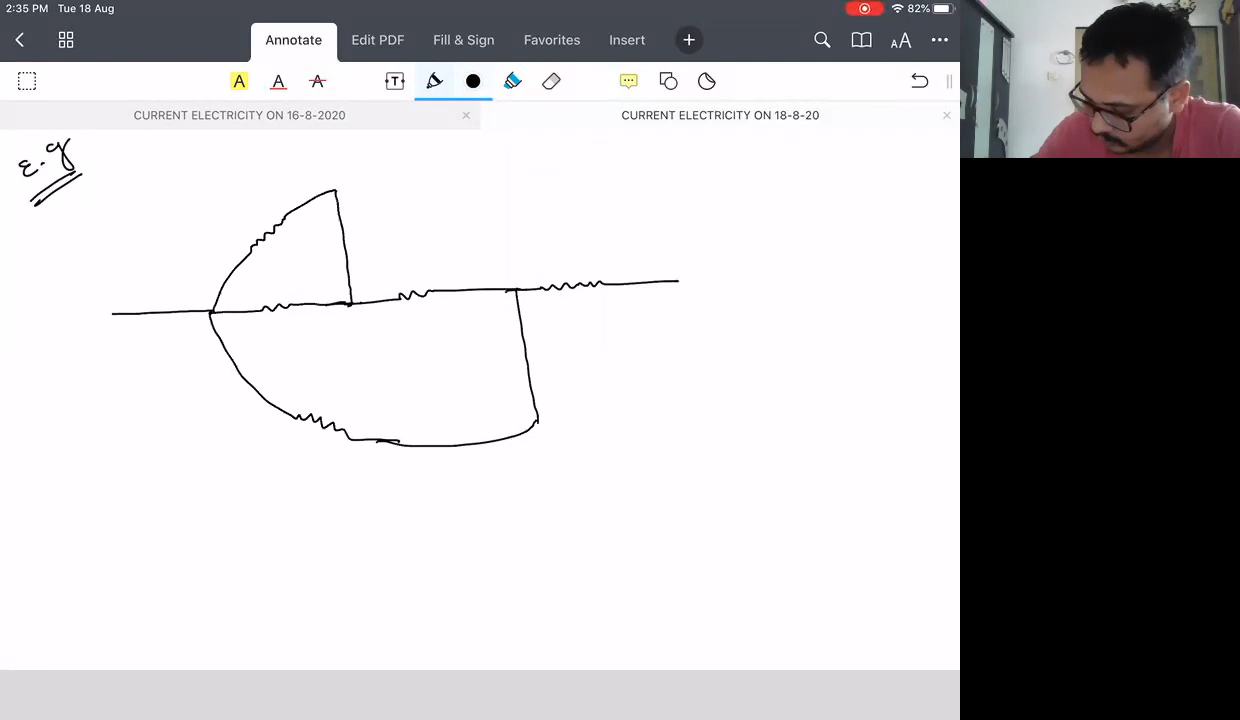 2:35 PM Tue 18 Aug 82%
Annotate Edit PDF Fill & Sign Favorites Insert
A A A T
CURRENT ELECTRICITY ON 16-8-2020 CURRENT ELECTRICITY ON 18-8-20
E.g